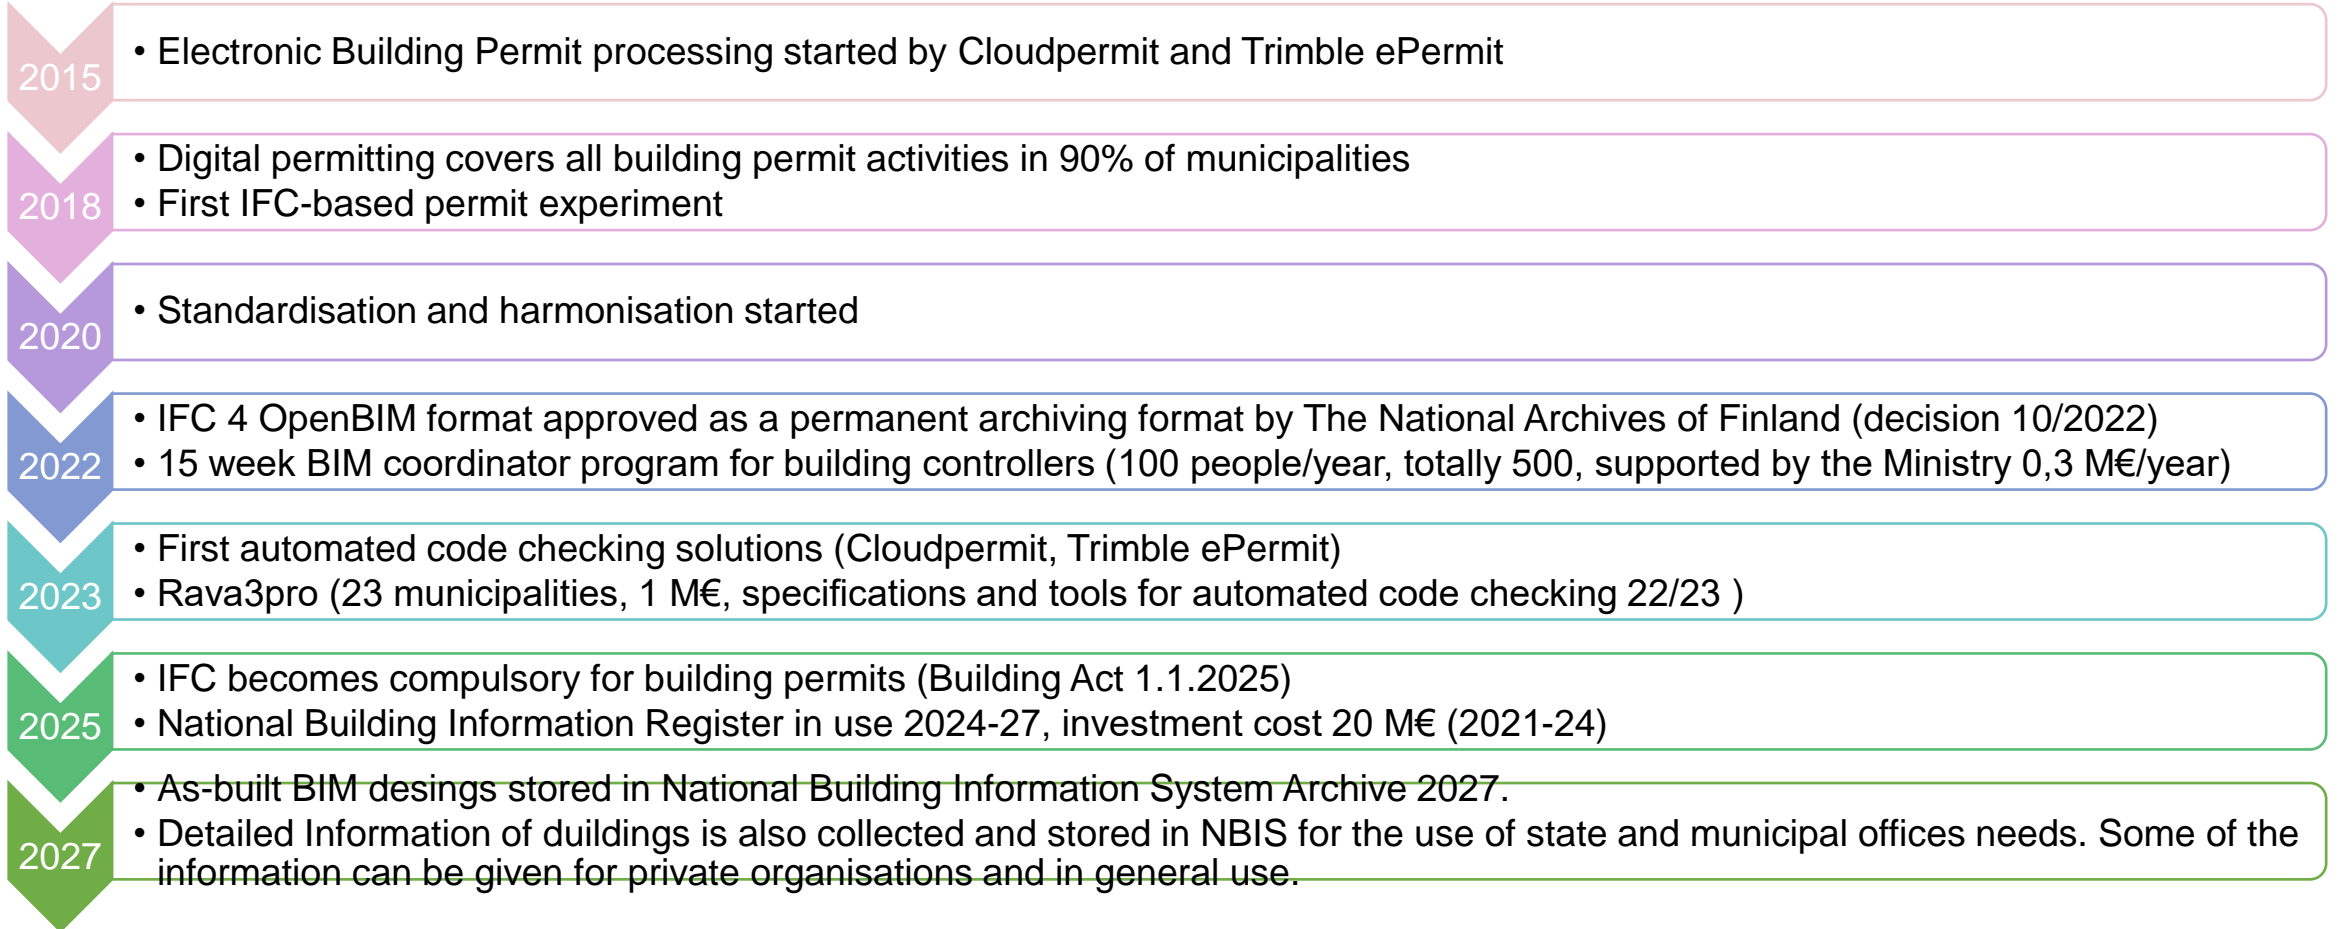 2015
• Electronic Building Permit processing started by Cloudpermit and Trimble ePermit
2018
• Digital permitting covers all building permit activities in 90% of municipalities
• First IFC-based permit experiment
2020
• Standardisation and harmonisation started
2022
• IFC 4 OpenBIM format approved as a permanent archiving format by The National Archives of Finland (decision 10/2022)
• 15 week BIM coordinator program for building controllers (100 people/year, totally 500, supported by the Ministry 0,3 M€/year)
2023
• First automated code checking solutions (Cloudpermit, Trimble ePermit)
• Rava3pro (23 municipalities, 1 M€, specifications and tools for automated code checking 22/23 )
2025
• IFC becomes compulsory for building permits (Building Act 1.1.2025)
• National Building Information Register in use 2024-27, investment cost 20 M€ (2021-24)
2027
• As-built BIM desings stored in National Building Information System Archive 2027.
• Detailed Information of duildings is also collected and stored in NBIS for the use of state and municipal offices needs. Some of the
information can be given for private organisations and in general use.